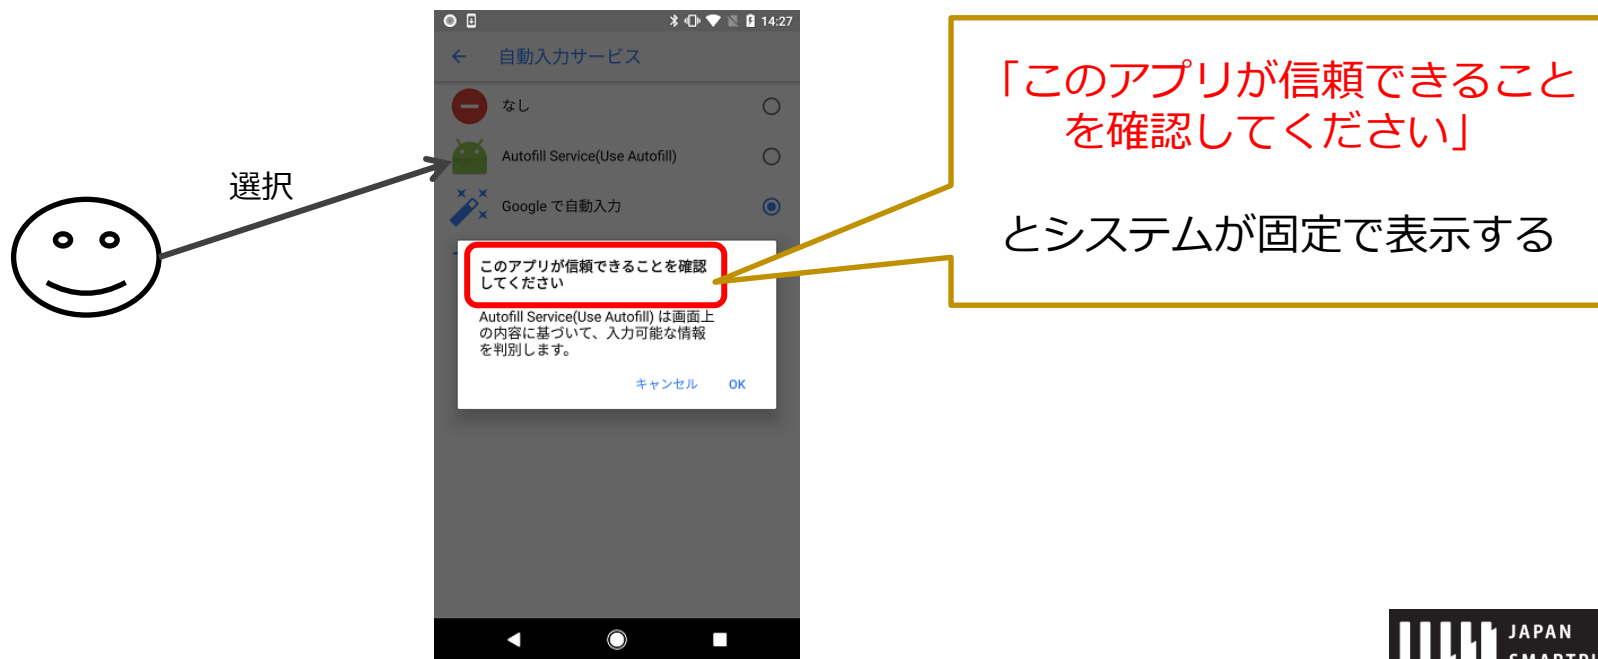 14:27
自動入力サービス
なし
Autofill Service(Use Autofill)
Google で自動入力
選択
このアプリが信頼できることを確認
してください
Autofill Service(Use Autofill) は画面上
の内容に基づいて、入力可能な情報
を判別します。
キャンセル OK
「このアプリが信頼できること
を確認してください」
とシステムが固定で表示する
JAPAN